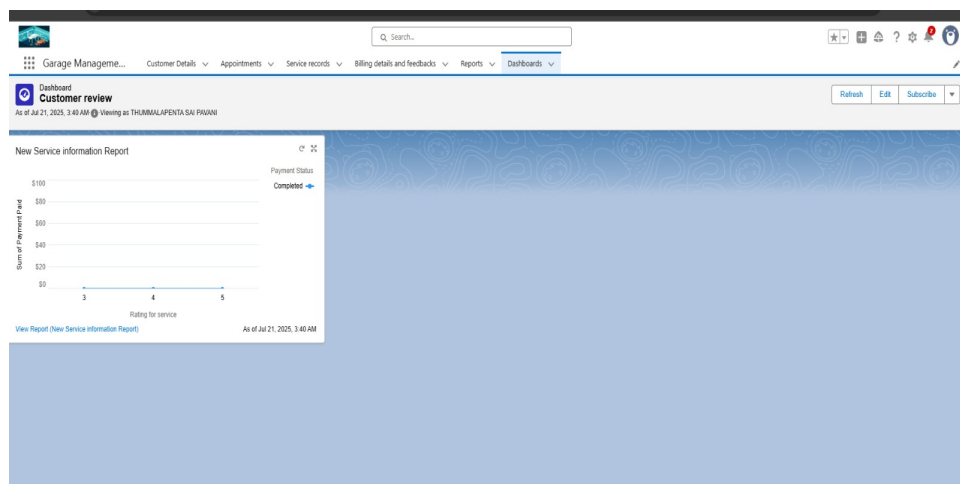 Search...
2
Garage Manageme... Customer Details Appointments Service records Billing details and feedbacks Reports Dashboards
Dashboard
Customer review
As of Jul 21, 2025, 3:40 AM Viewing as THUMMALAPENTA SAI PAVANI
Refresh Edit Subscribe
New Service information Report
Payment Status
Completed
Sum of Payment Paid
$100
$80
$60
$40
$20
$0
3 4 5
Rating for service
View Report (New Service information Report) As of Jul 21, 2025, 3:40 AM